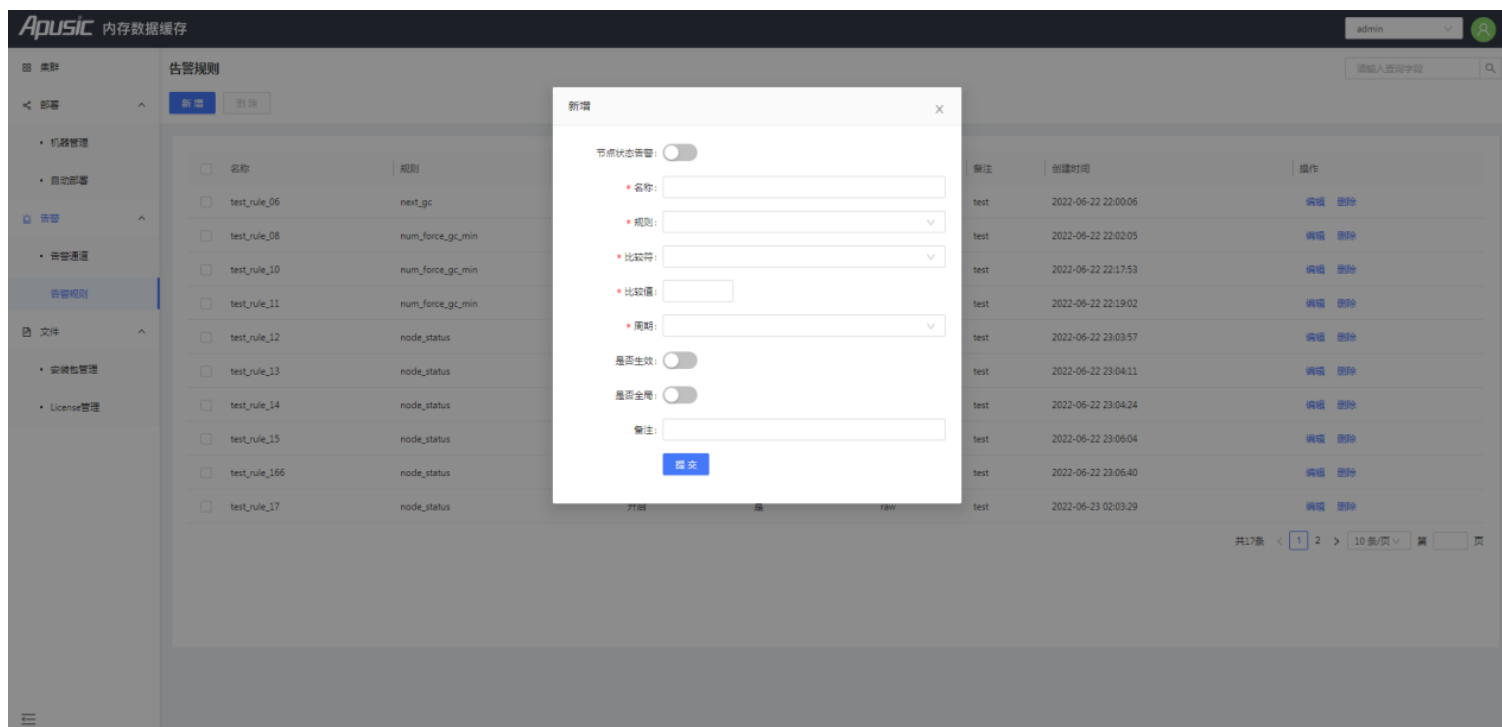 Apusic 内存数据缓存
admin
集群
部署
机器管理
自动部署
告警
告警通道
告警规则
文件
安装包管理
License管理
告警规则
请输入查询字段
新增 删除
名称 规则 备注 创建时间 操作
test_rule_06 next_gc test 2022-06-22 22:00:06 编辑 删除
test_rule_08 num_force_gc_min test 2022-06-22 22:02:05 编辑 删除
test_rule_10 num_force_gc_min test 2022-06-22 22:17:53 编辑 删除
test_rule_11 num_force_gc_min test 2022-06-22 22:19:02 编辑 删除
test_rule_12 node_status test 2022-06-22 23:03:57 编辑 删除
test_rule_13 node_status test 2022-06-22 23:04:11 编辑 删除
test_rule_14 node_status test 2022-06-22 23:04:24 编辑 删除
test_rule_15 node_status test 2022-06-22 23:06:04 编辑 删除
test_rule_166 node_status test 2022-06-22 23:06:40 编辑 删除
test_rule_17 node_status 开启 是 raw test 2022-06-23 02:03:29 编辑 删除
共17条 < 1 2 > 10 条/页 第 页
新增
节点状态告警:
* 名称:
* 规则:
* 比较符:
* 比较值:
* 周期:
是否生效:
是否全局:
备注:
提交